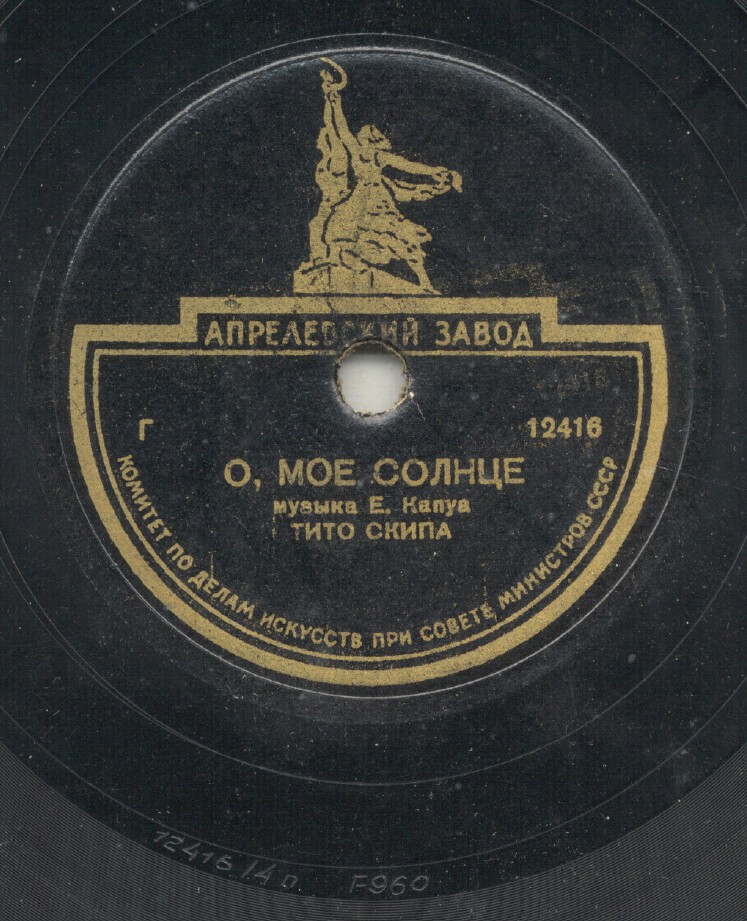 АПРЕЛЕВСКИЙ ЗАВОД
Г 12416
О, МОЕ СОЛНЦЕ
музыка Е. Капуа
ТИТО СКИПА
КОМИТЕТ ПО ДЕЛАМ ИСКУССТВ ПРИ СОВЕТЕ МИНИСТРОВ СССР
12416/4п F960